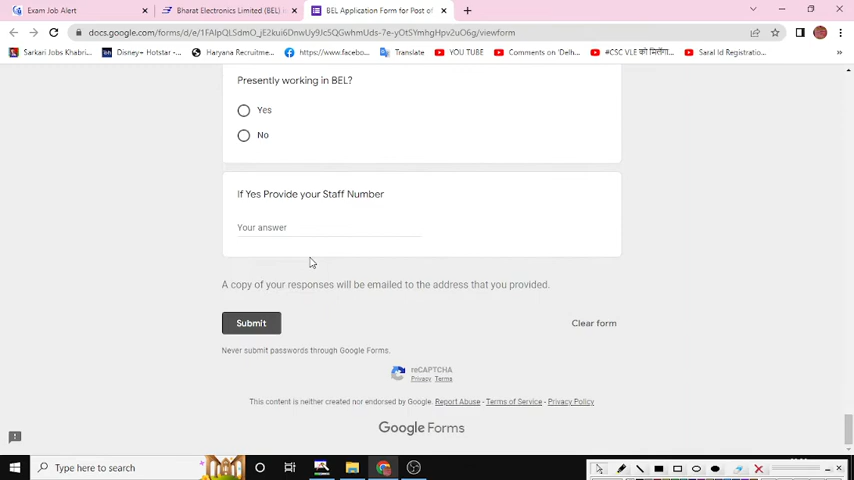 Exam Job Alert
Bharat Electronics Limited (BEL) i
BEL Application Form for Post of
docs.google.com/forms/d/e/1FAIpQLSdmO_jE2kui6DnwUy9J/cc5GWhmUds-7e-yOtSYmhgHpv2uO6g/viewform
Sarkari Jobs Khabri...
Disney+ Hotstar -...
Haryana Recruitme...
https://www.facebo...
Translate
YOU TUBE
Comments on 'Delh...
#CSC VLE को मिलेंगा...
Saral Id Registratio...
Presently working in BEL?
Yes
No
If Yes Provide your Staff Number
Your answer
A copy of your responses will be emailed to the address that you provided.
Submit
Clear form
Never submit passwords through Google Forms.
reCAPTCHA
Privacy Terms
This content is neither created nor endorsed by Google. Report Abuse - Terms of Service - Privacy Policy
Google Forms
Type here to search